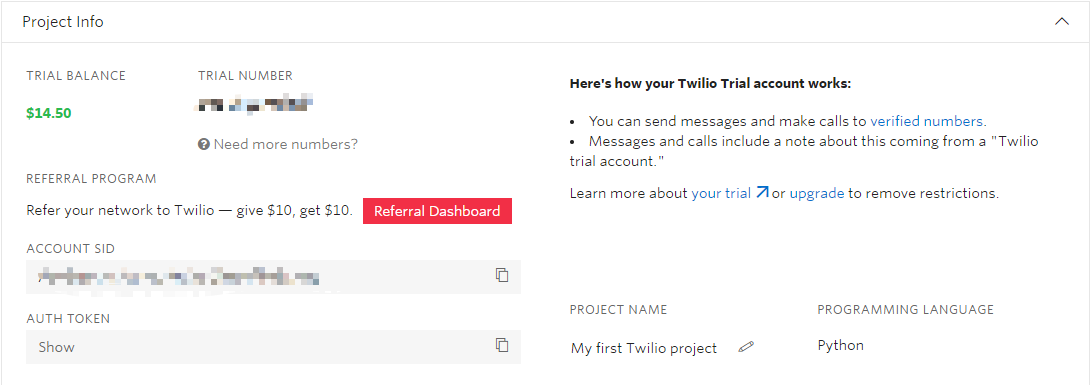 Project Info
TRIAL BALANCE
$14.50
TRIAL NUMBER
Need more numbers?
REFERRAL PROGRAM
Refer your network to Twilio — give $10, get $10.
Referral Dashboard
ACCOUNT SID
AUTH TOKEN
Show
Here's how your Twilio Trial account works:
• You can send messages and make calls to verified numbers.
• Messages and calls include a note about this coming from a "Twilio
trial account."
Learn more about your trial or upgrade to remove restrictions.
PROJECT NAME
My first Twilio project
PROGRAMMING LANGUAGE
Python